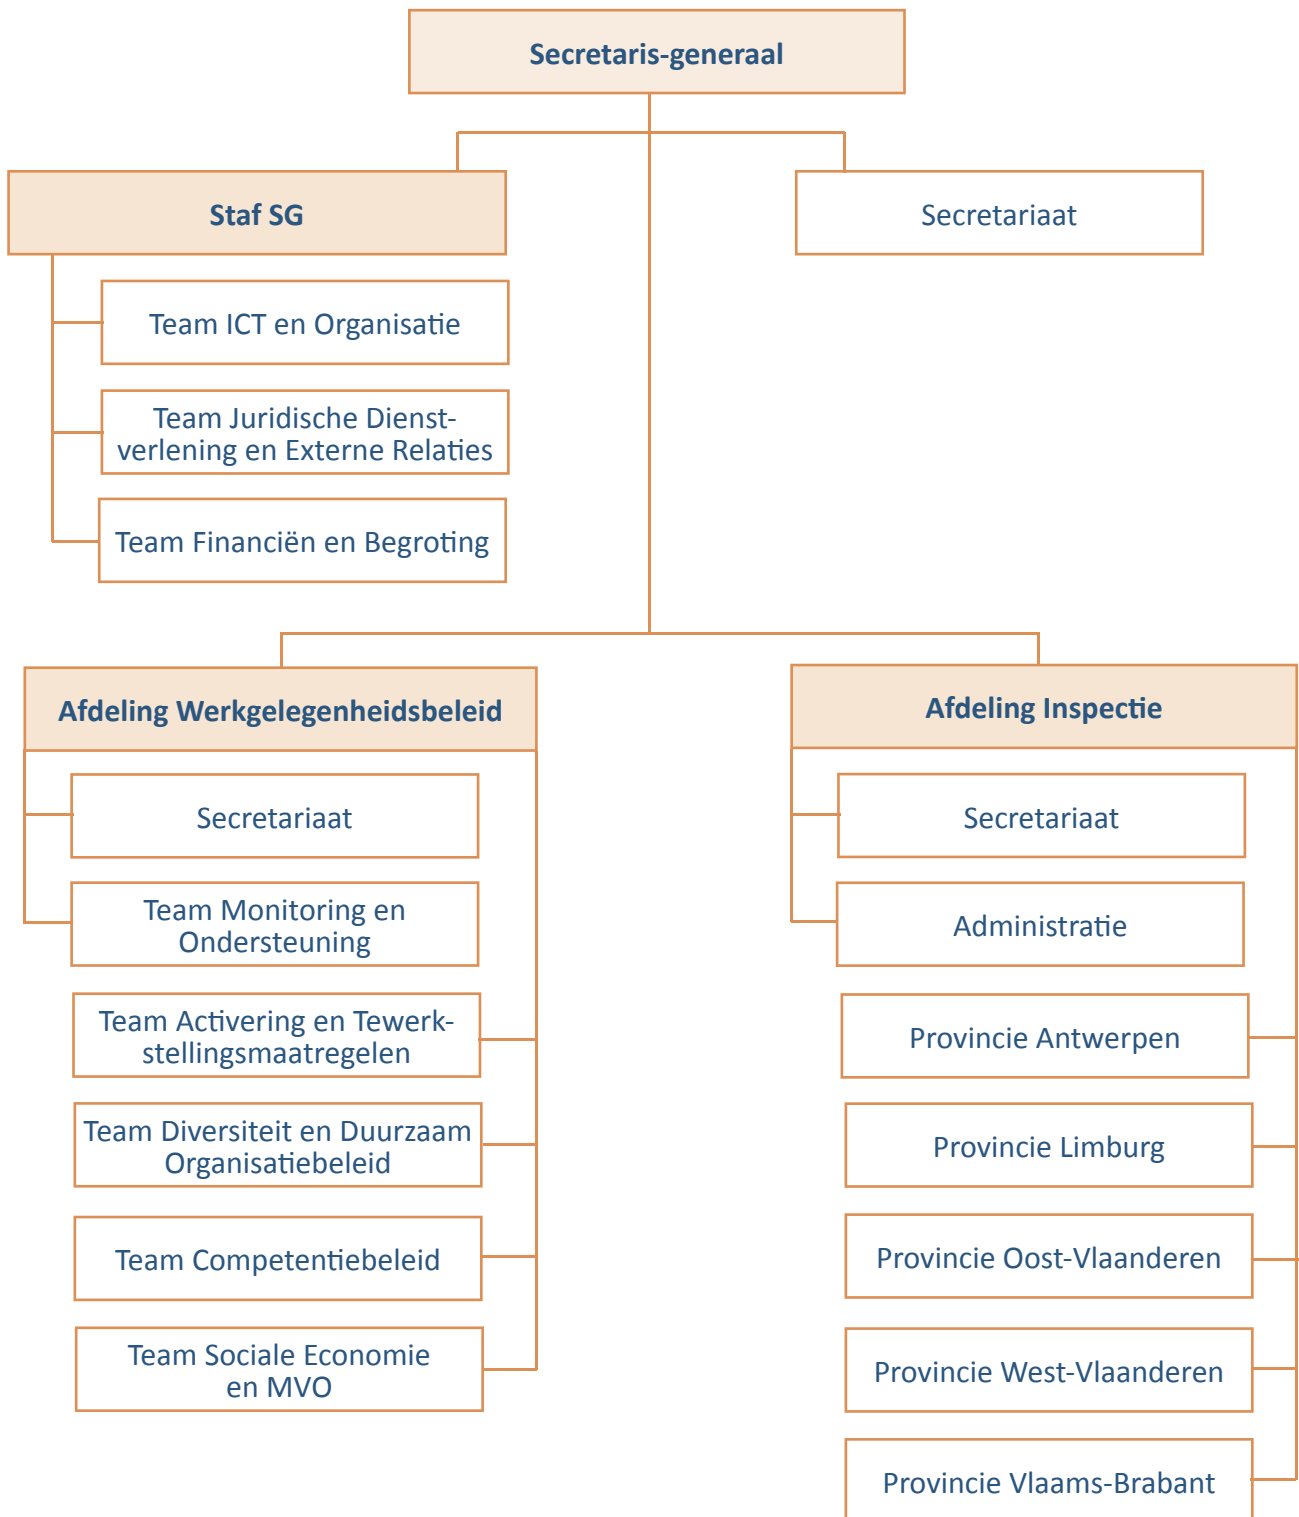 Secretaris-generaal
Staf SG
Secretariaat
Team ICT en Organisatie
Team Juridische Dienst-
verlening en Externe Relaties
Team Financiën en Begroting
Afdeling Werkgelegenheidsbeleid
Secretariaat
Team Monitoring en
Ondersteuning
Team Activering en Tewerk-
stellingsmaatregelen
Team Diversiteit en Duurzaam
Organisatiebeleid
Team Competentiebeleid
Team Sociale Economie
en MVO
Afdeling Inspectie
Secretariaat
Administratie
Provincie Antwerpen
Provincie Limburg
Provincie Oost-Vlaanderen
Provincie West-Vlaanderen
Provincie Vlaams-Brabant